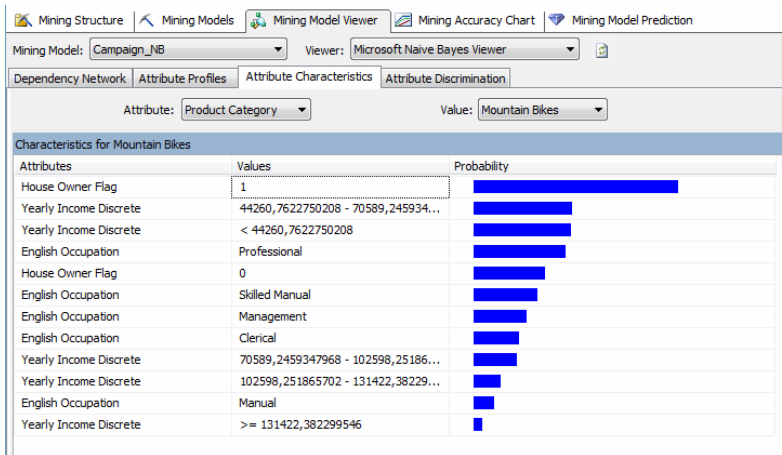 Mining Structure Mining Models Mining Model Viewer Mining Accuracy Chart Mining Model Prediction
Mining Model: Campaign_NB Viewer: Microsoft Naive Bayes Viewer
Dependency Network Attribute Profiles Attribute Characteristics Attribute Discrimination
Attribute: Product Category Value: Mountain Bikes
Characteristics for Mountain Bikes
Attributes Values Probability
House Owner Flag 1
Yearly Income Discrete 44260,7622750208 - 70589,245934...
Yearly Income Discrete < 44260,7622750208
English Occupation Professional
House Owner Flag 0
English Occupation Skilled Manual
English Occupation Management
English Occupation Clerical
Yearly Income Discrete 70589,2459347968 - 102598,25186...
Yearly Income Discrete 102598,251865702 - 131422,38229...
English Occupation Manual
Yearly Income Discrete >= 131422,382299546